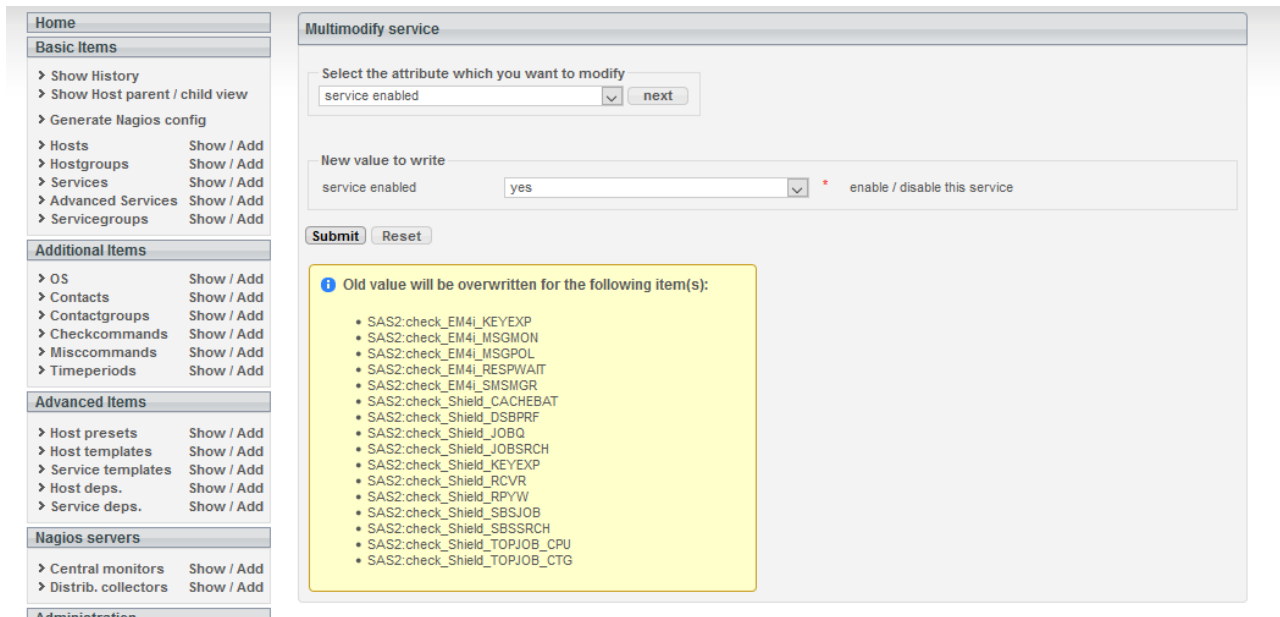 Home
Basic Items
Show History
Show Host parent / child view
Generate Nagios config
Hosts Show / Add
Hostgroups Show / Add
Services Show / Add
Advanced Services Show / Add
Servicegroups Show / Add
Additional Items
OS Show / Add
Contacts Show / Add
Contactgroups Show / Add
Checkcommands Show / Add
Misccommands Show / Add
Timeperiods Show / Add
Advanced Items
Host presets Show / Add
Host templates Show / Add
Service templates Show / Add
Host deps. Show / Add
Service deps. Show / Add
Nagios servers
Central monitors Show / Add
Distrib. collectors Show / Add
Administration
Multimodify service
Select the attribute which you want to modify
service enabled next
New value to write
service enabled yes * enable / disable this service
Submit Reset
Old value will be overwritten for the following item(s):
• SAS2:check_EM4i_KEYEXP
• SAS2:check_EM4i_MSGMON
• SAS2:check_EM4i_MSGPOL
• SAS2:check_EM4i_RESPWAIT
• SAS2:check_EM4i_SMSMGR
• SAS2:check_Shield_CACHEBAT
• SAS2:check_Shield_DSBPRF
• SAS2:check_Shield_JOBQ
• SAS2:check_Shield_JOBSRCH
• SAS2:check_Shield_KEYEXP
• SAS2:check_Shield_RCVR
• SAS2:check_Shield_RPYW
• SAS2:check_Shield_SBSJOB
• SAS2:check_Shield_SBSSRCH
• SAS2:check_Shield_TOPJOB_CPU
• SAS2:check_Shield_TOPJOB_CTG